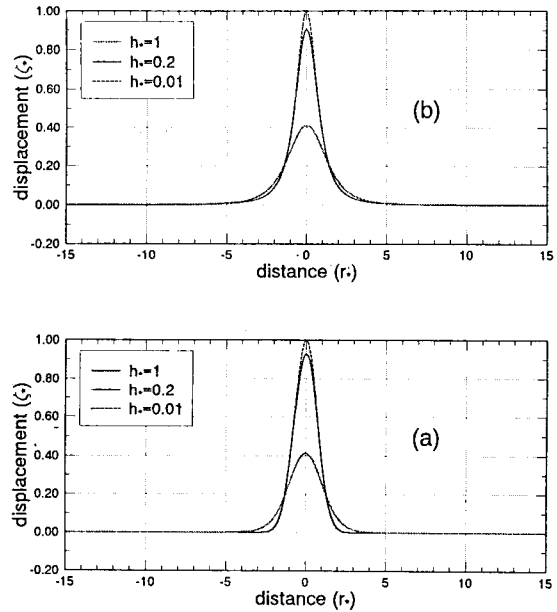 1.00
0.80
0.60
0.40
0.20
0.00
-0.20
displacement (ζ*)
h*=1
h*=0.2
h*=0.01
(b)
-15 -10 -5 0 5 10 15
distance (r*)
1.00
0.80
0.60
0.40
0.20
0.00
-0.20
displacement (ζ*)
h*=1
h*=0.2
h*=0.01
(a)
-15 -10 -5 0 5 10 15
distance (r*)